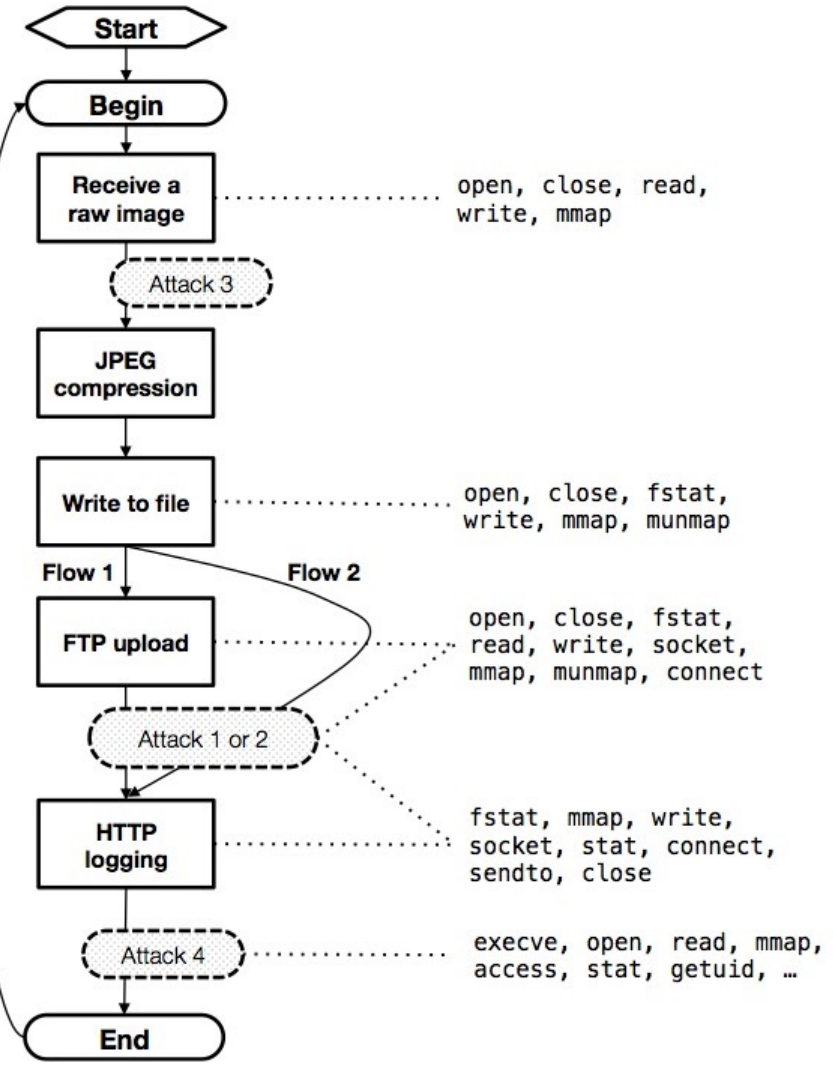 Start
Begin
Receive a
raw image
open, close, read,
write, mmap
Attack 3
JPEG
compression
Write to file
open, close, fstat,
write, mmap, munmap
Flow 1
Flow 2
FTP upload
open, close, fstat,
read, write, socket,
mmap, munmap, connect
Attack 1 or 2
HTTP
logging
fstat, mmap, write,
socket, stat, connect,
sendto, close
Attack 4
execve, open, read, mmap,
access, stat, getuid, …
End